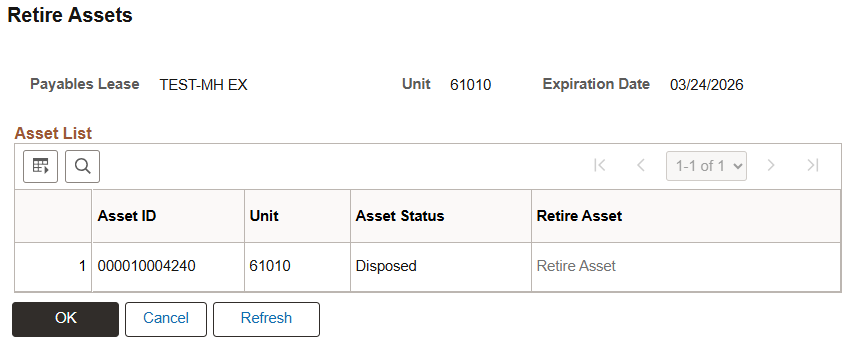 Retire Assets
Payables Lease TEST-MH EX Unit 61010 Expiration Date 03/24/2026
Asset List
1-1 of 1
Asset ID Unit Asset Status Retire Asset
1 000010004240 61010 Disposed Retire Asset
OK Cancel Refresh